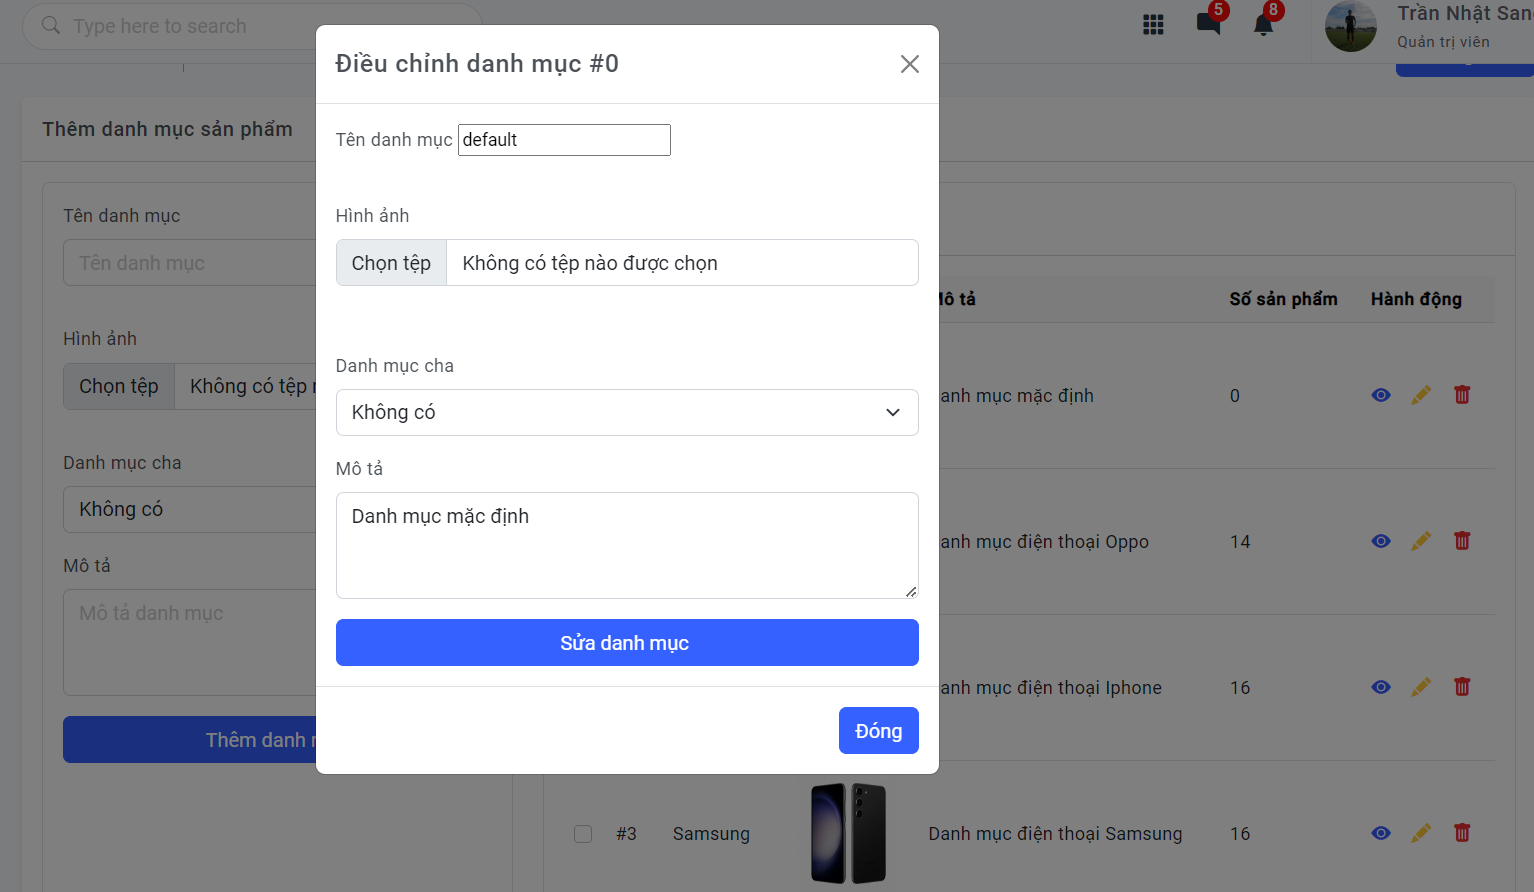 Type here to search
5
8
Trần Nhật San
Quản trị viên
Thêm danh mục sản phẩm
Tên danh mục
Tên danh mục
Hình ảnh
Chọn tệp Không có tệp
Danh mục cha
Không có
Mô tả
Mô tả danh mục
Thêm danh
Điều chỉnh danh mục #0
Tên danh mục default
Hình ảnh
Chọn tệp Không có tệp nào được chọn
Danh mục cha
Không có
Mô tả
Danh mục mặc định
Sửa danh mục
Đóng
Mô tả Số sản phẩm Hành động
anh mục mặc định 0
anh mục điện thoại Oppo 14
anh mục điện thoại Iphone 16
#3 Samsung Danh mục điện thoại Samsung 16